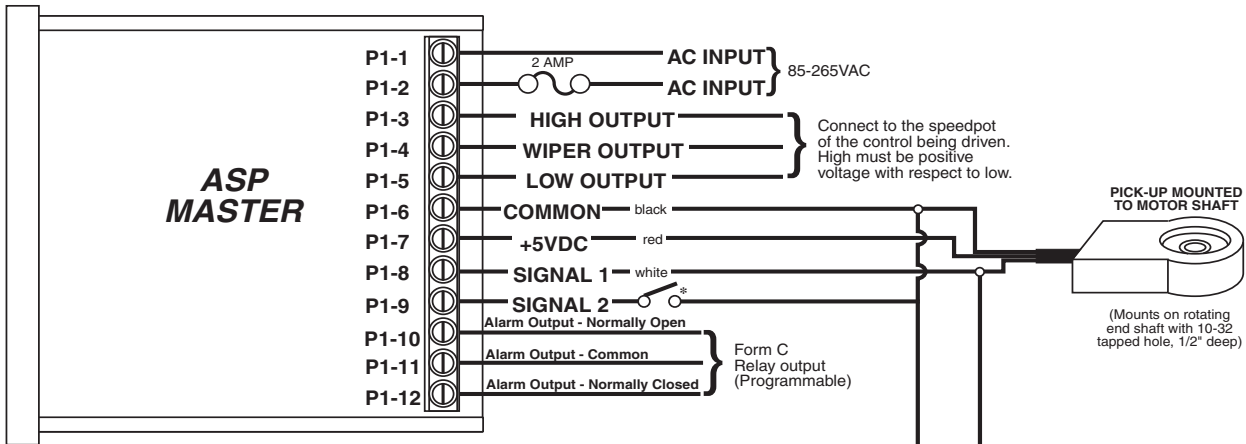 ASP
MASTER
P1-1 AC INPUT
2 AMP
P1-2 AC INPUT
85-265VAC
P1-3 HIGH OUTPUT
P1-4 WIPER OUTPUT
P1-5 LOW OUTPUT
Connect to the speedpot
of the control being driven.
High must be positive
voltage with respect to low.
P1-6 COMMON black
P1-7 +5VDC red
P1-8 SIGNAL 1 white
P1-9 SIGNAL 2 *
P1-10 Alarm Output - Normally Open
P1-11 Alarm Output - Common
P1-12 Alarm Output - Normally Closed
Form C
Relay output
(Programmable)
PICK-UP MOUNTED
TO MOTOR SHAFT
(Mounts on rotating
end shaft with 10-32
tapped hole, 1/2" deep)